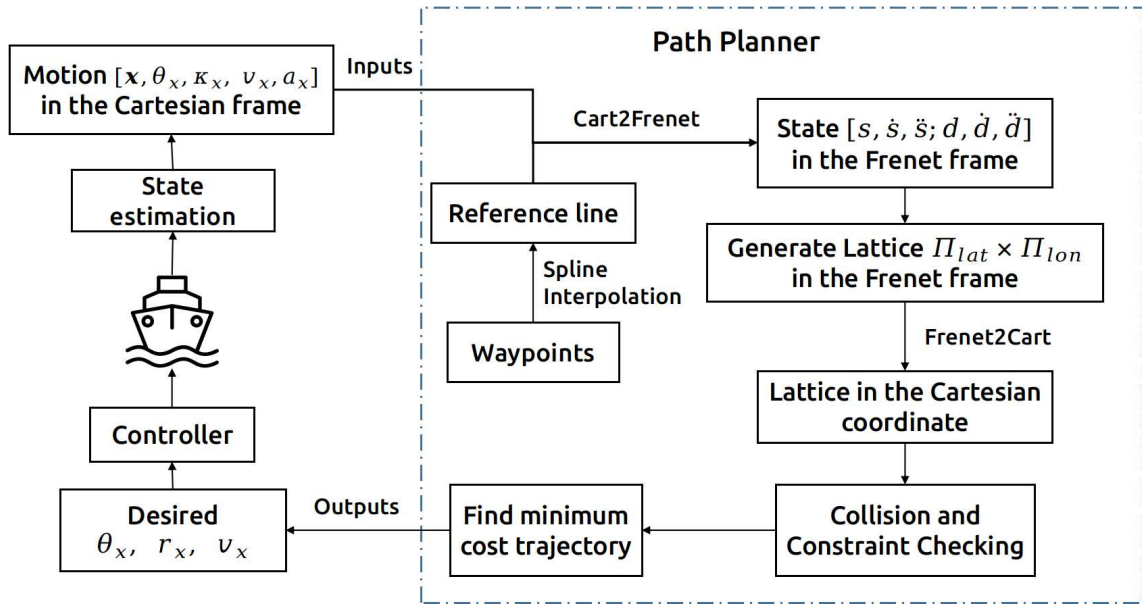 Path Planner
Motion [x, θₓ, κₓ, vₓ, aₓ]
in the Cartesian frame
Inputs
Cart2Frenet
State [s, ṡ, s̈; d, ḋ, d̈]
in the Frenet frame
State
estimation
Reference line
Generate Lattice Π_lat × Π_lon
in the Frenet frame
Spline
Interpolation
Frenet2Cart
Waypoints
Lattice in the Cartesian
coordinate
Controller
Desired
θₓ, rₓ, vₓ
Outputs
Find minimum
cost trajectory
Collision and
Constraint Checking